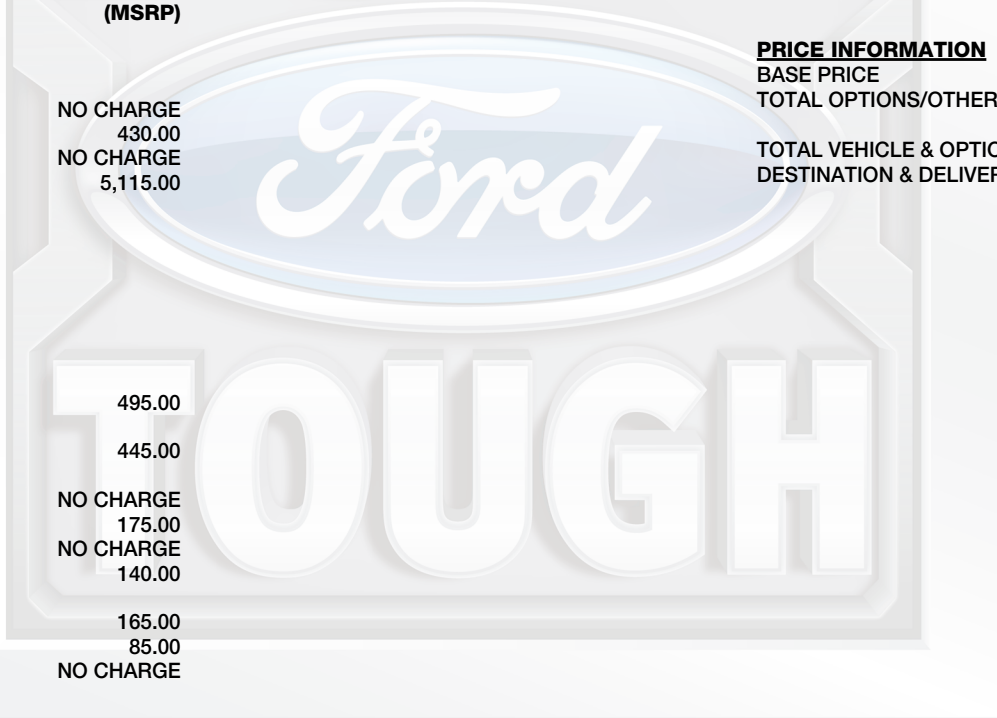 (MSRP)
NO CHARGE
430.00
NO CHARGE
5,115.00
495.00
445.00
NO CHARGE
175.00
NO CHARGE
140.00
165.00
85.00
NO CHARGE
PRICE INFORMATION
BASE PRICE
TOTAL OPTIONS/OTHER
TOTAL VEHICLE & OPTIO
DESTINATION & DELIVER
Ford
TOUGH